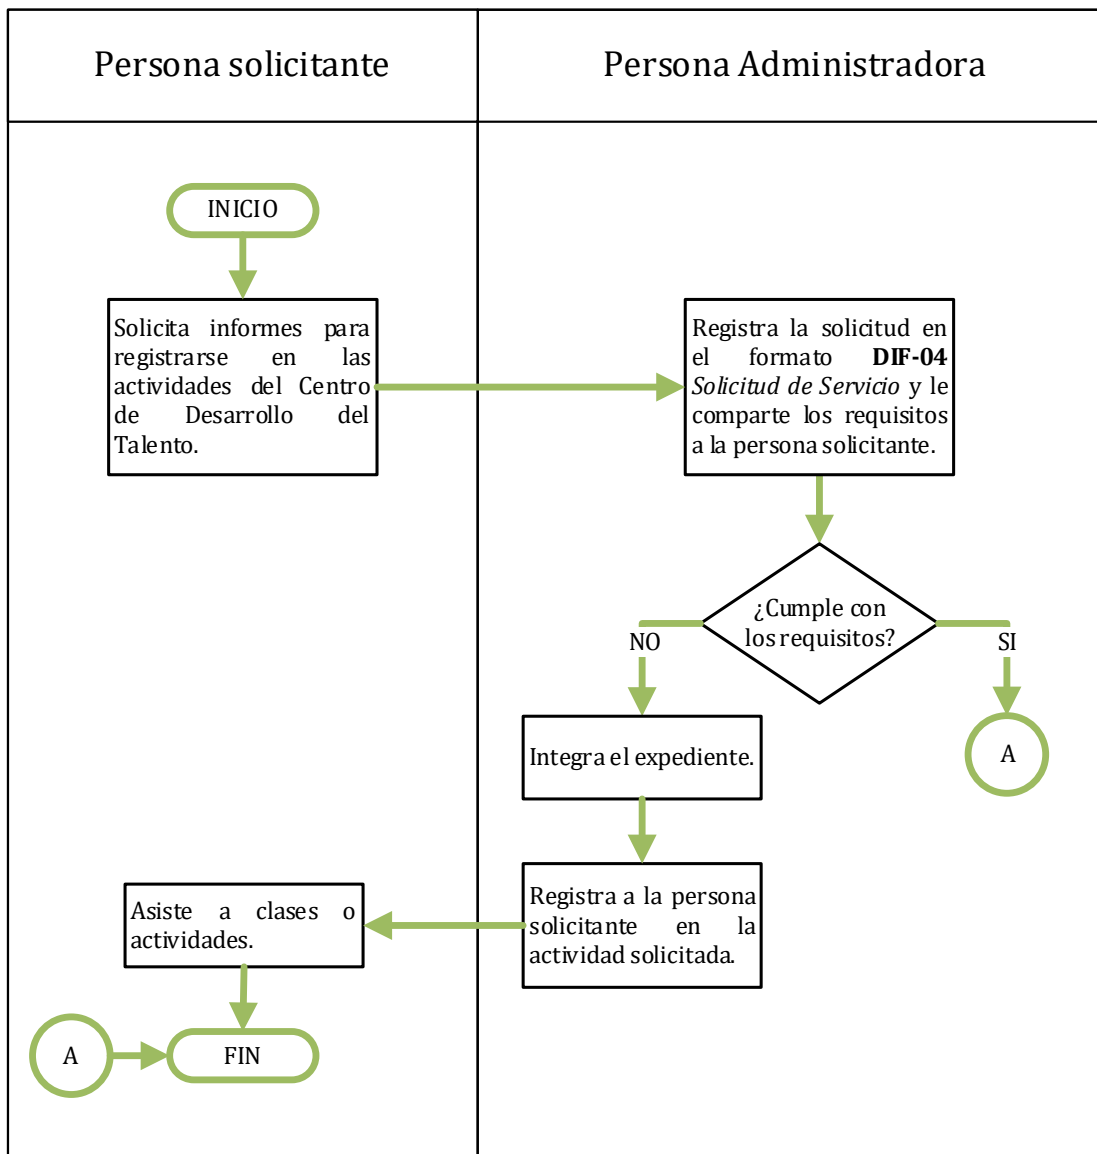 Persona solicitante
Persona Administradora
INICIO
Solicita informes para
registrarse en las
actividades del Centro
de Desarrollo del
Talento.
Registra la solicitud en
el formato DIF-04
Solicitud de Servicio y le
comparte los requisitos
a la persona solicitante.
¿Cumple con
los requisitos?
NO
SI
Integra el expediente.
A
Registra a la persona
solicitante en la
actividad solicitada.
Asiste a clases o
actividades.
A
FIN